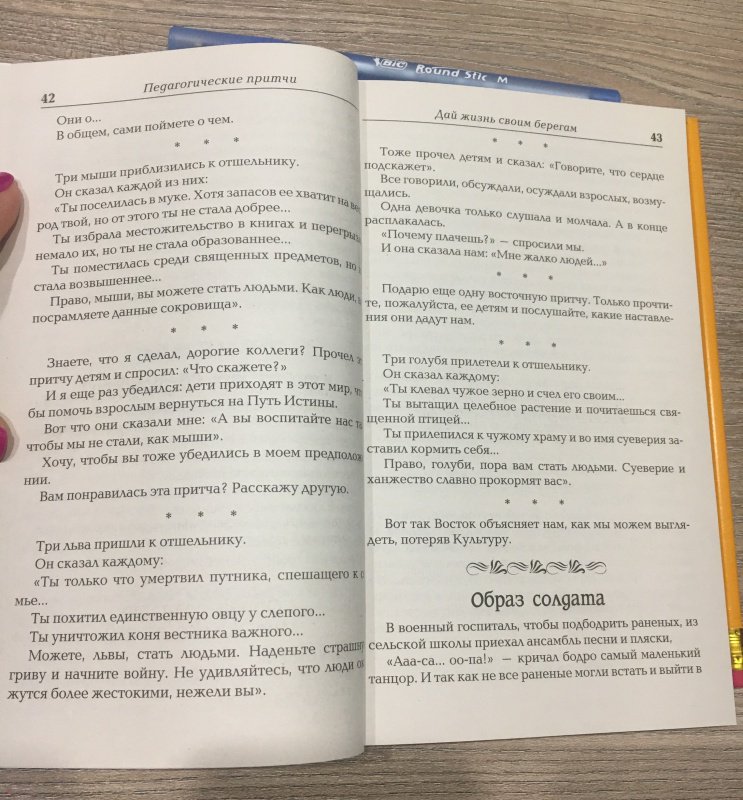 BIC Round Stic M
42
Педагогические притчи
Они о...
В общем, сами поймете о чем.
* * *
Три мыши приблизились к отшельнику.
Он сказал каждой из них:
«Ты поселилась в муке. Хотя запасов ее хватит на
род твой, но от этого ты не стала добрее...
Ты избрала местожительство в книгах и
немало их, но ты не стала образованнее...
Ты поместилась среди священных предметов, но
стала возвышеннее...
Право, мыши, вы можете стать людьми. Как люди,
посрамляете данные сокровища».
* * *
Знаете, что я сделал, дорогие коллеги? Прочел
притчу детям и спросил: «Что скажете?»
И я еще раз убедился: дети приходят в этот мир,
бы помочь взрослым вернуться на Путь Истины.
Вот что они сказали мне: «А вы воспитайте нас
чтобы мы не стали, как мыши».
Хочу, чтобы вы тоже убедились в моем предположе
нии.
Вам понравилась эта притча? Расскажу другую.
* * *
Три льва пришли к отшельнику.
Он сказал каждому:
«Ты только что умертвил путника, спешащего к
мье...
Ты похитил единственную овцу у слепого...
Ты уничтожил коня вестника важного...
Можете, львы, стать людьми. Наденьте
гриву и начните войну. Не удивляйтесь, что люди
жутся более жестокими, нежели вы».
Дай жизнь своим берегам
43
* * *
Тоже прочел детям и сказал: «Говорите, что сердце
подскажет».
Все говорили, обсуждали, осуждали взрослых, возму-
щались.
Одна девочка только слушала и молчала. А в конце
расплакалась.
«Почему плачешь?» — спросили мы.
И она сказала нам: «Мне жалко людей...»
* * *
Подарю еще одну восточную притчу. Только прочти-
те, пожалуйста, ее детям и послушайте, какие наставле-
ния они дадут нам.
* * *
Три голубя прилетели к отшельнику.
Он сказал каждому:
«Ты клевал чужое зерно и счел его своим...
Ты вытащил целебное растение и почитаешься свя-
щенной птицей...
Ты прилепился к чужому храму и во имя суеверия за-
ставил кормить себя...
Право, голуби, пора вам стать людьми. Суеверие и
ханжество славно прокормят вас».
* * *
Вот так Восток объясняет нам, как мы можем выгля-
деть, потеряв Культуру.
Образ солдата
В военный госпиталь, чтобы подбодрить раненых, из
сельской школы приехал ансамбль песни и пляски,
«Ааа-са... оо-па!» — кричал бодро самый маленький
танцор. И так как не все раненые могли встать и выйти в